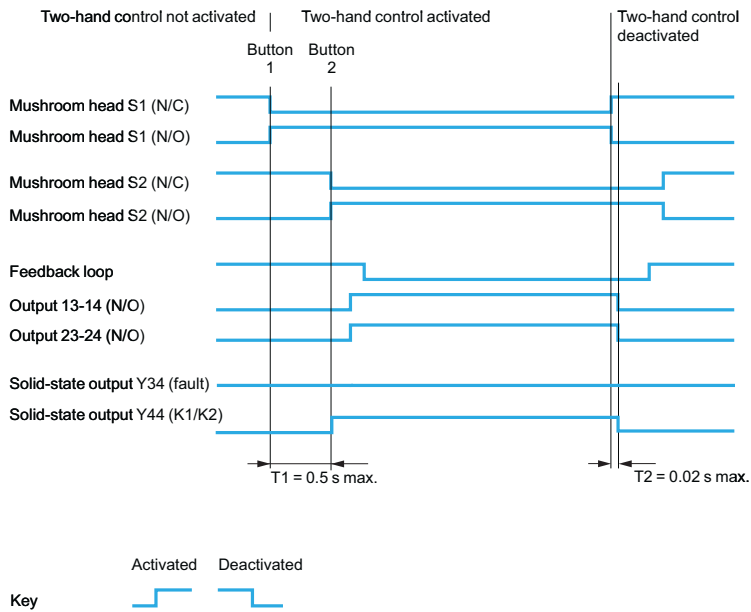 Two-hand control not activated
Two-hand control activated
Two-hand control
deactivated
Button
1
Button
2
Mushroom head S1 (N/C)
Mushroom head S1 (N/O)
Mushroom head S2 (N/C)
Mushroom head S2 (N/O)
Feedback loop
Output 13-14 (N/O)
Output 23-24 (N/O)
Solid-state output Y34 (fault)
Solid-state output Y44 (K1/K2)
T1 = 0.5 s max.
T2 = 0.02 s max.
Activated
Deactivated
Key